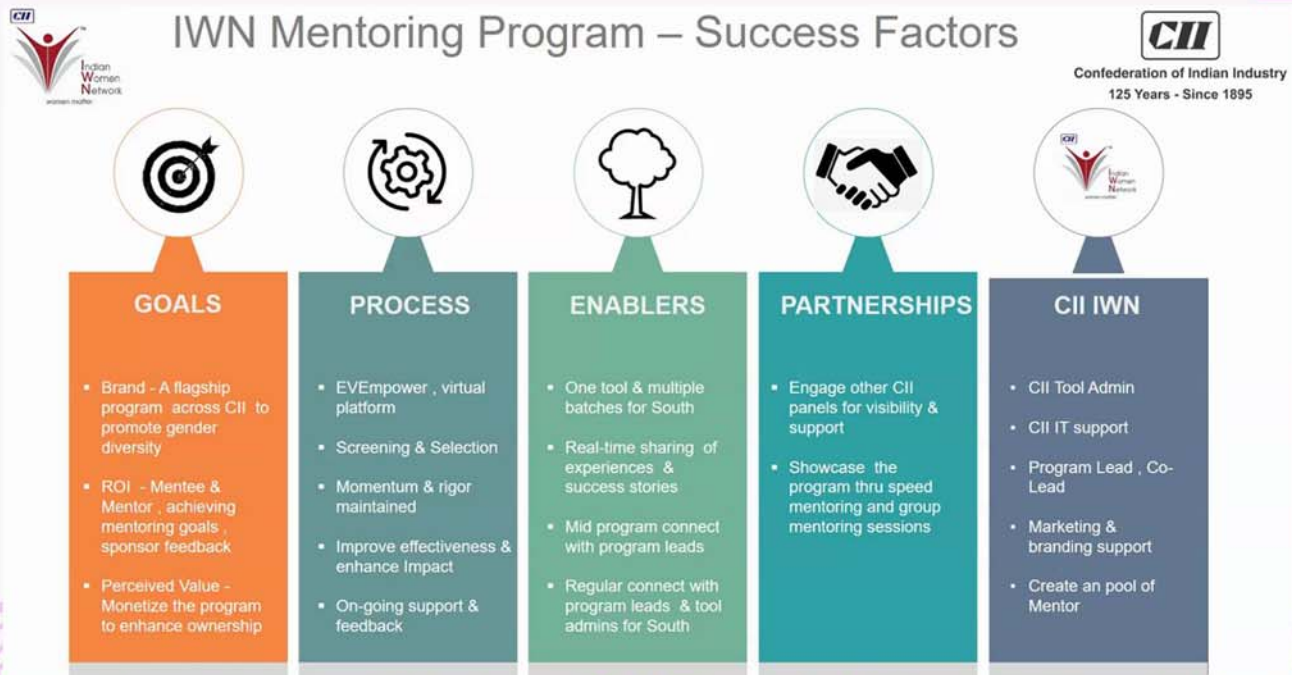 CII
Indian
Women
Network
women matter
IWN Mentoring Program – Success Factors
CII
Confederation of Indian Industry
125 Years - Since 1895
CII
Indian
Women
Network
women matter
GOALS
▪ Brand - A flagship
program across CII to
promote gender
diversity
▪ ROI - Mentee &
Mentor , achieving
mentoring goals ,
sponsor feedback
▪ Perceived Value -
Monetize the program
to enhance ownership
PROCESS
▪ EVEmpower , virtual
platform
▪ Screening & Selection
▪ Momentum & rigor
maintained
▪ Improve effectiveness &
enhance Impact
▪ On-going support &
feedback
ENABLERS
▪ One tool & multiple
batches for South
▪ Real-time sharing of
experiences &
success stories
▪ Mid program connect
with program leads
▪ Regular connect with
program leads & tool
admins for South
PARTNERSHIPS
▪ Engage other CII
panels for visibility &
support
▪ Showcase the
program thru speed
mentoring and group
mentoring sessions
CII IWN
▪ CII Tool Admin
▪ CII IT support
▪ Program Lead , Co-
Lead
▪ Marketing &
branding support
▪ Create an pool of
Mentor